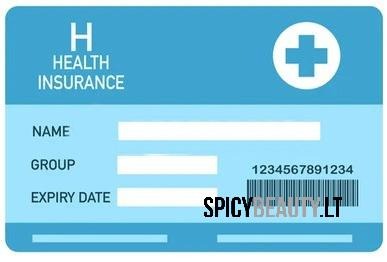 H
HEALTH
INSURANCE
NAME
GROUP
1234567891234
EXPIRY DATE
SPICYBEAUTY.LT